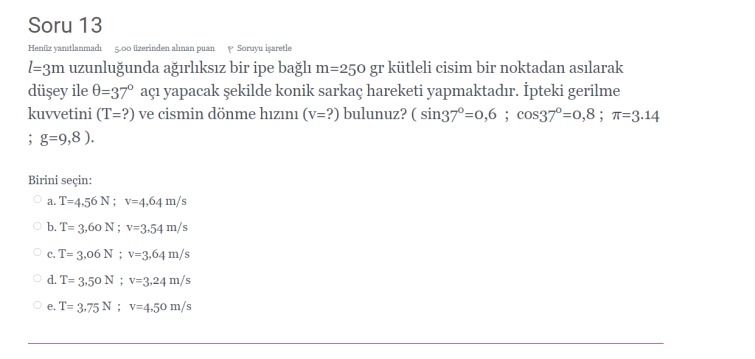 Soru 13
Henüz yanıtlanmadı 5,00 üzerinden alınan puan Soruyu işaretle
l=3m uzunluğunda ağırlıksız bir ipe bağlı m=250 gr kütleli cisim bir noktadan asılarak
düşey ile θ=37⁰ açı yapacak şekilde konik sarkaç hareketi yapmaktadır. İpteki gerilme
kuvvetini (T=?) ve cismin dönme hızını (v=?) bulunuz? ( sin37⁰=0,6 ; cos37⁰=0,8 ; π=3.14
; g=9,8 ).
Birini seçin:
a. T=4,56 N ; v=4,64 m/s
b. T= 3,60 N ; v=3,54 m/s
c. T= 3,06 N ; v=3,64 m/s
d. T= 3,50 N ; v=3,24 m/s
e. T= 3,75 N ; v=4,50 m/s